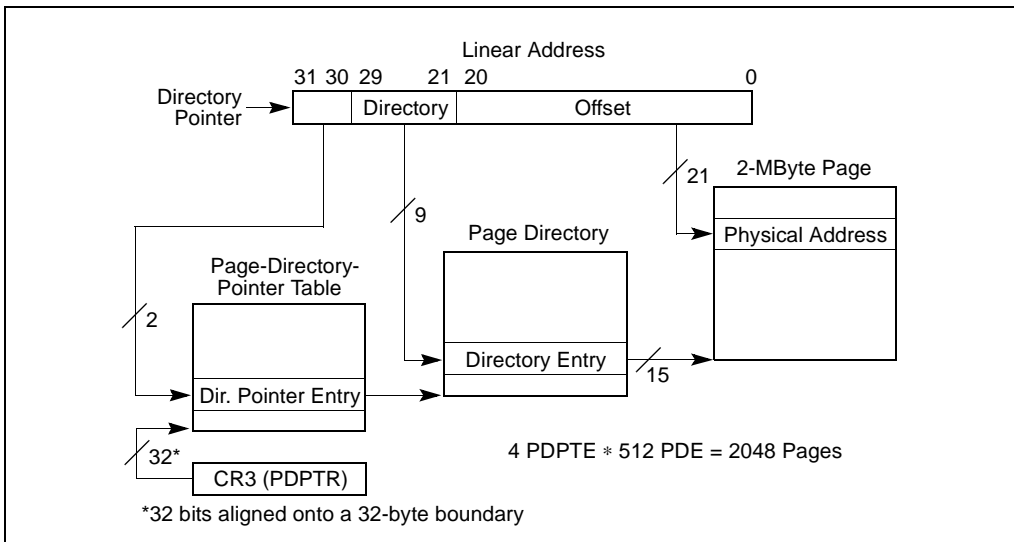 Linear Address
31 30 29 21 20 0
Directory Pointer
Directory
Offset
21
2-MByte Page
9
Physical Address
Page Directory
Page-Directory-
Pointer Table
2
Directory Entry
15
Dir. Pointer Entry
4 PDPTE * 512 PDE = 2048 Pages
32*
CR3 (PDPTR)
*32 bits aligned onto a 32-byte boundary